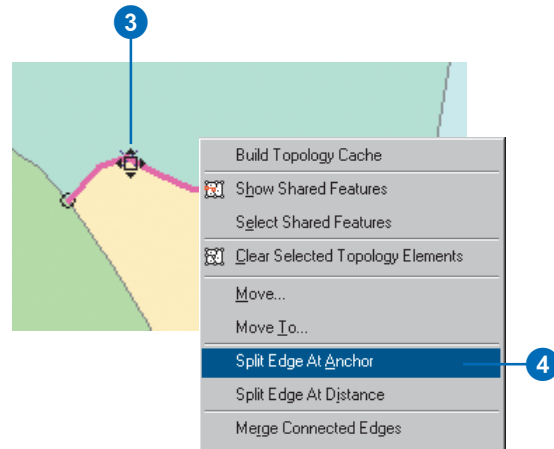 3
Build Topology Cache
Show Shared Features
Select Shared Features
Clear Selected Topology Elements
Move...
Move To...
Split Edge At Anchor
4
Split Edge At Distance
Merge Connected Edges